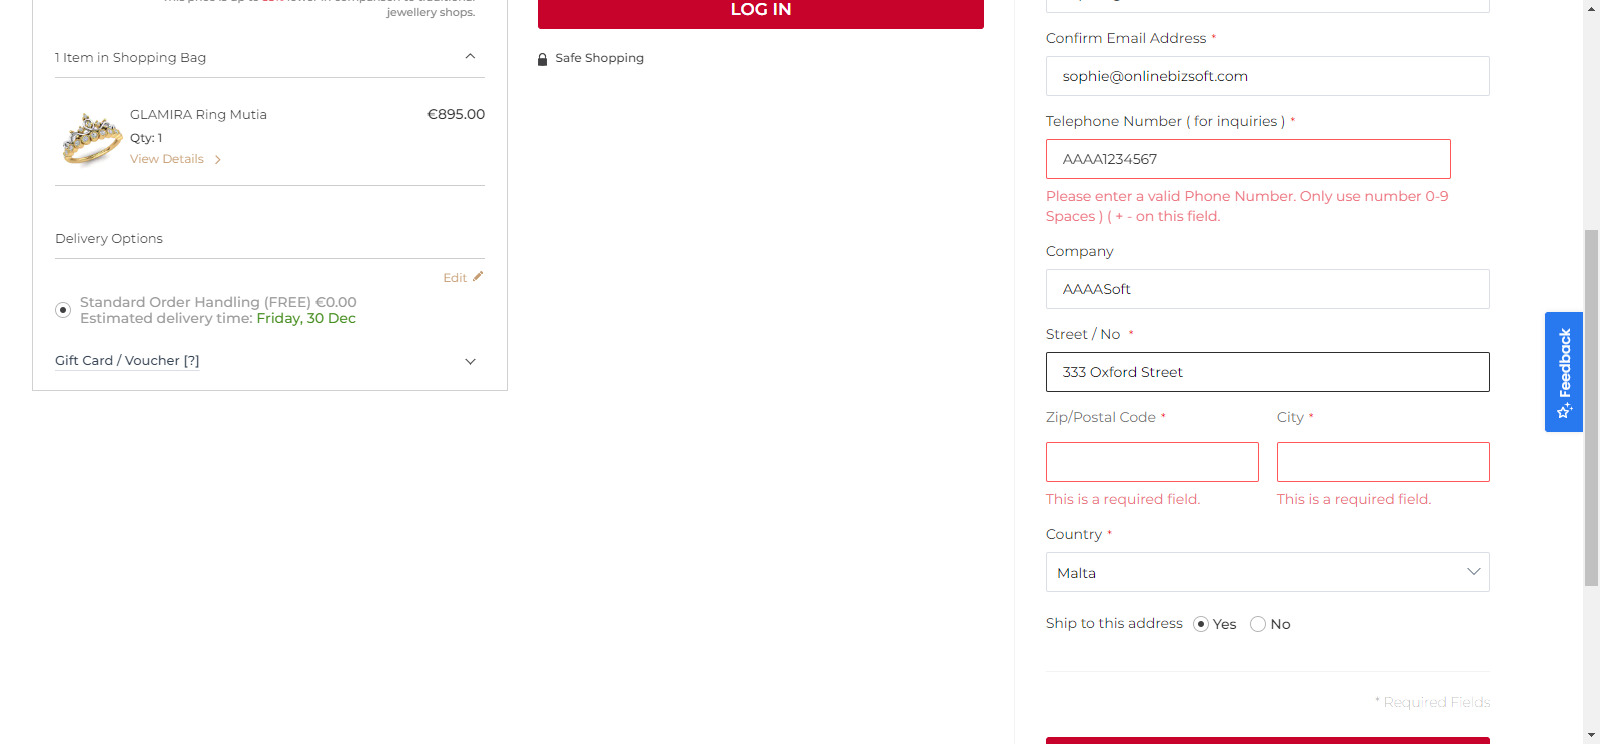 jewellery shops.
1 Item in Shopping Bag
GLAMIRA Ring Mutia
€895.00
Qty: 1
View Details
Delivery Options
Edit
Standard Order Handling (FREE) €0.00
Estimated delivery time: Friday, 30 Dec
Gift Card / Voucher [?]
LOG IN
Safe Shopping
Confirm Email Address *
sophie@onlinebizsoft.com
Telephone Number ( for inquiries ) *
AAAA1234567
Please enter a valid Phone Number. Only use number 0-9
Spaces ) ( + - on this field.
Company
AAAASoft
Street / No *
333 Oxford Street
Zip/Postal Code *
City *
This is a required field.
This is a required field.
Country *
Malta
Ship to this address
Yes
No
* Required Fields
Feedback